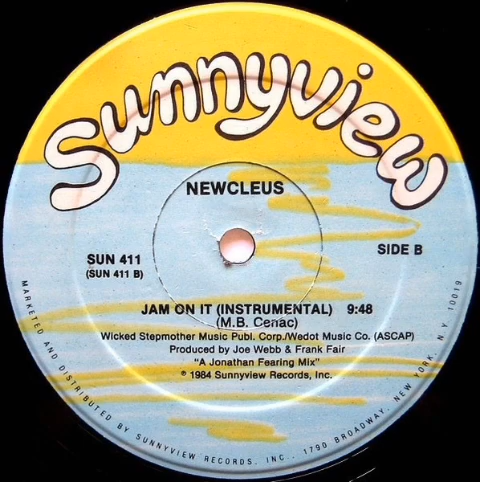 Sunnyview
NEWCLEUS
SUN 411
(SUN 411 B)
SIDE B
JAM ON IT (INSTRUMENTAL) 9:48
(M.B. Cenac)
Wicked Stepmother Music Publ. Corp./Wedot Music Co. (ASCAP)
Produced by Joe Webb & Frank Fair
"A Jonathan Fearing Mix"
℗ 1984 Sunnyview Records, Inc.
MARKETED AND DISTRIBUTED BY SUNNYVIEW RECORDS, INC., 1790 BROADWAY, NEW YORK, N.Y. 10019